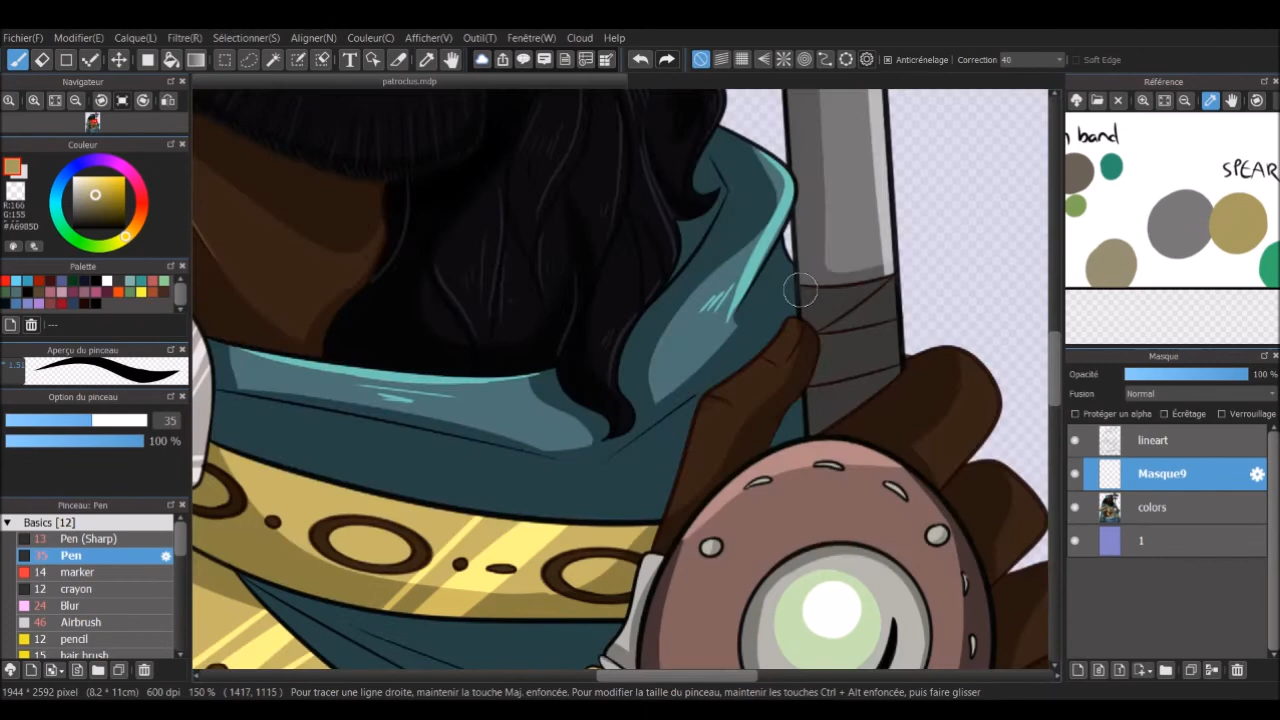 Fichier(F) Modifier(E) Calque(L) Filtre(R) Sélectionner(S) Aligner(N) Couleur(C) Afficher(V) Outil(T) Fenêtre(W) Cloud Help
Anticrénelage Correction 40 Soft Edge
Navigateur
patroclus.mdp
Référence
Couleur
n band
SPEAR
R:166
G:155
#A69B5D
Palette
---
Aperçu du pinceau
* 1.51
Option du pinceau
35
100 %
Pinceau: Pen
Basics [12]
13 Pen (Sharp)
35 Pen
14 marker
12 crayon
24 Blur
46 Airbrush
12 pencil
15 hair brush
Masque
Opacité 100 %
Fusion Normal
Protéger un alpha Écrêtage Verrouillage
lineart
Masque9
colors
1
1944 * 2592 pixel (8.2 * 11cm) 600 dpi 150 % ( 1417, 1115 ) Pour tracer une ligne droite, maintenir la touche Maj. enfoncée. Pour modifier la taille du pinceau, maintenir les touches Ctrl + Alt enfoncée, puis faire glisser